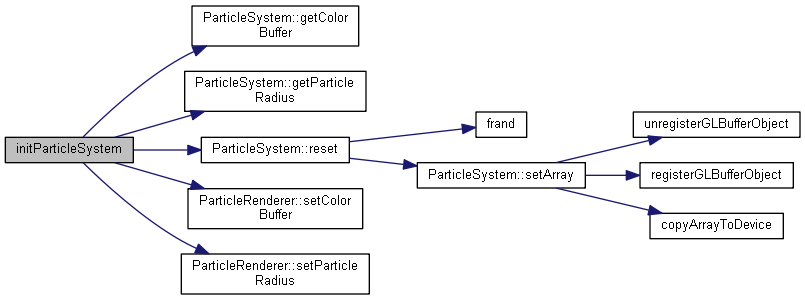 initParticleSystem
ParticleSystem::getColor
Buffer
ParticleSystem::getParticle
Radius
ParticleSystem::reset
ParticleRenderer::setColor
Buffer
ParticleRenderer::setParticle
Radius
frand
ParticleSystem::setArray
unregisterGLBufferObject
registerGLBufferObject
copyArrayToDevice